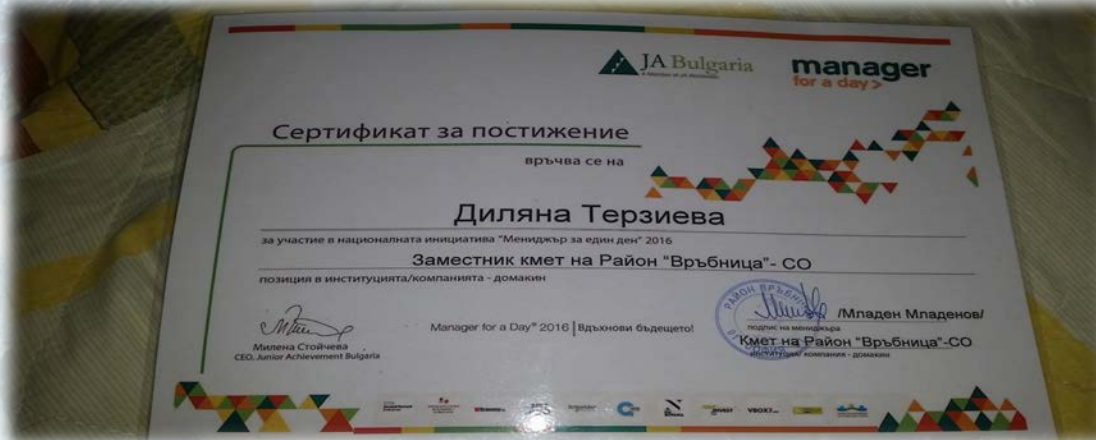 JA Bulgaria
manager
for a day >
Сертификат за постижение
връчва се на
Диляна Терзиева
за участие в националната инициатива "Мениджър за един ден" 2016
Заместник кмет на Район "Връбница"- СО
позиция в институцията/компанията - домакин
/Младен Младенов/
подпис на мениджъра
Manager for a Day® 2016 | Вдъхнови бъдещето!
Милена Стойчева
CEO, Junior Achievement Bulgaria
Кмет на Район "Връбница"-СО
институция/ компания - домакин
VBOX7